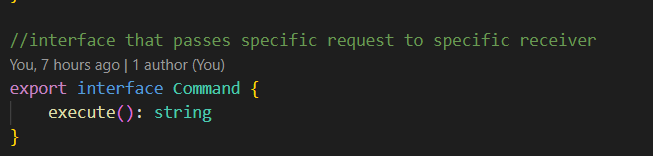 //interface that passes specific request to specific receiver
You, 7 hours ago | 1 author (You)
export interface Command {
    execute(): string
}